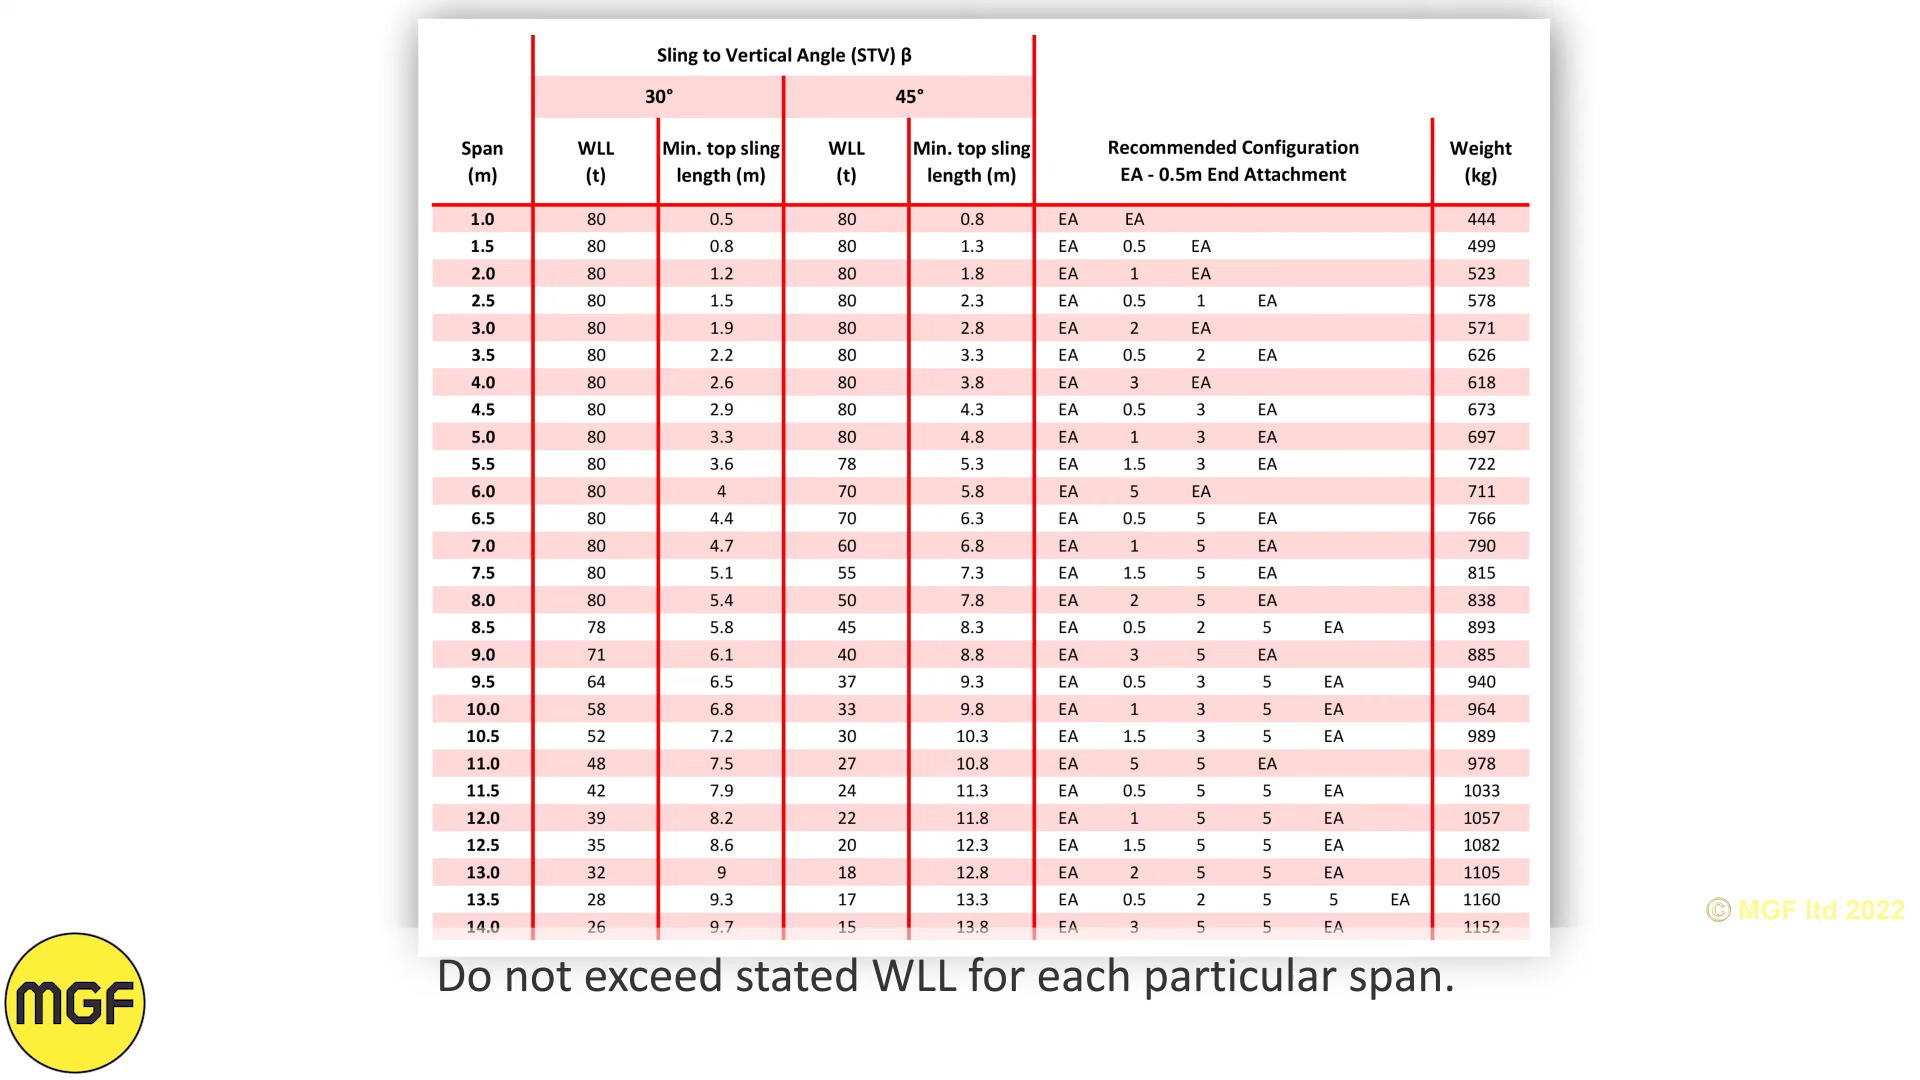 Sling to Vertical Angle (STV) β
30° 45°
Span (m) WLL (t) Min. top sling length (m) WLL (t) Min. top sling length (m) Recommended Configuration EA - 0.5m End Attachment Weight (kg)
1.0 80 0.5 80 0.8 EA EA 444
1.5 80 0.8 80 1.3 EA 0.5 EA 499
2.0 80 1.2 80 1.8 EA 1 EA 523
2.5 80 1.5 80 2.3 EA 0.5 1 EA 578
3.0 80 1.9 80 2.8 EA 2 EA 571
3.5 80 2.2 80 3.3 EA 0.5 2 EA 626
4.0 80 2.6 80 3.8 EA 3 EA 618
4.5 80 2.9 80 4.3 EA 0.5 3 EA 673
5.0 80 3.3 80 4.8 EA 1 3 EA 697
5.5 80 3.6 78 5.3 EA 1.5 3 EA 722
6.0 80 4 70 5.8 EA 5 EA 711
6.5 80 4.4 70 6.3 EA 0.5 5 EA 766
7.0 80 4.7 60 6.8 EA 1 5 EA 790
7.5 80 5.1 55 7.3 EA 1.5 5 EA 815
8.0 80 5.4 50 7.8 EA 2 5 EA 838
8.5 78 5.8 45 8.3 EA 0.5 2 5 EA 893
9.0 71 6.1 40 8.8 EA 3 5 EA 885
9.5 64 6.5 37 9.3 EA 0.5 3 5 EA 940
10.0 58 6.8 33 9.8 EA 1 3 5 EA 964
10.5 52 7.2 30 10.3 EA 1.5 3 5 EA 989
11.0 48 7.5 27 10.8 EA 5 5 EA 978
11.5 42 7.9 24 11.3 EA 0.5 5 5 EA 1033
12.0 39 8.2 22 11.8 EA 1 5 5 EA 1057
12.5 35 8.6 20 12.3 EA 1.5 5 5 EA 1082
13.0 32 9 18 12.8 EA 2 5 5 EA 1105
13.5 28 9.3 17 13.3 EA 0.5 2 5 5 EA 1160
14.0 26 9.7 15 13.8 EA 3 5 5 EA 1152
© MGF ltd 2022
Do not exceed stated WLL for each particular span.
MGF